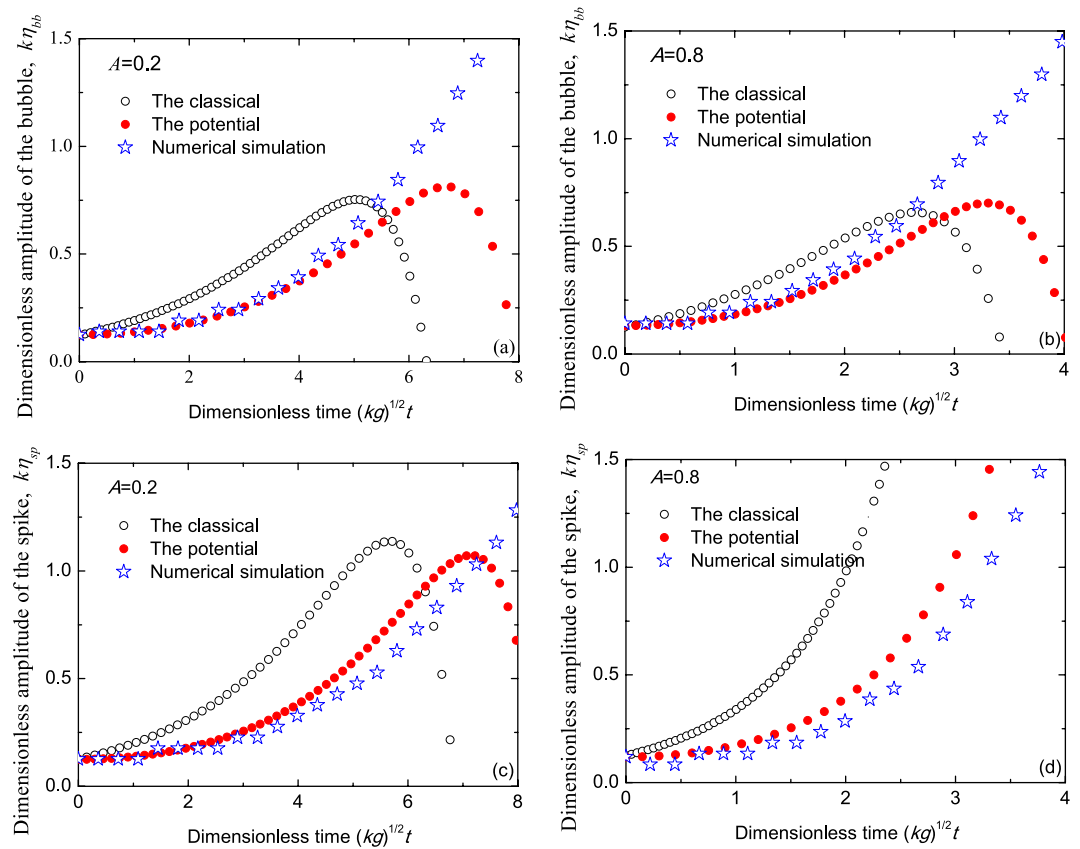 Dimensionless amplitude of the bubble, kη_bb
1.5
1.0
0.5
0.0
A=0.2
The classical
The potential
Numerical simulation
(a)
0 2 4 6 8
Dimensionless time (kg)^1/2 t
Dimensionless amplitude of the bubble, kη_bb
1.5
1.0
0.5
0.0
A=0.8
The classical
The potential
Numerical simulation
(b)
0 1 2 3 4
Dimensionless time (kg)^1/2 t
Dimensionless amplitude of the spike, kη_sp
1.5
1.0
0.5
0.0
A=0.2
The classical
The potential
Numerical simulation
(c)
0 2 4 6 8
Dimensionless time (kg)^1/2 t
Dimensionless amplitude of the spike, kη_sp
1.5
1.0
0.5
0.0
A=0.8
The classical
The potential
Numerical simulation
(d)
0 1 2 3 4
Dimensionless time (kg)^1/2 t